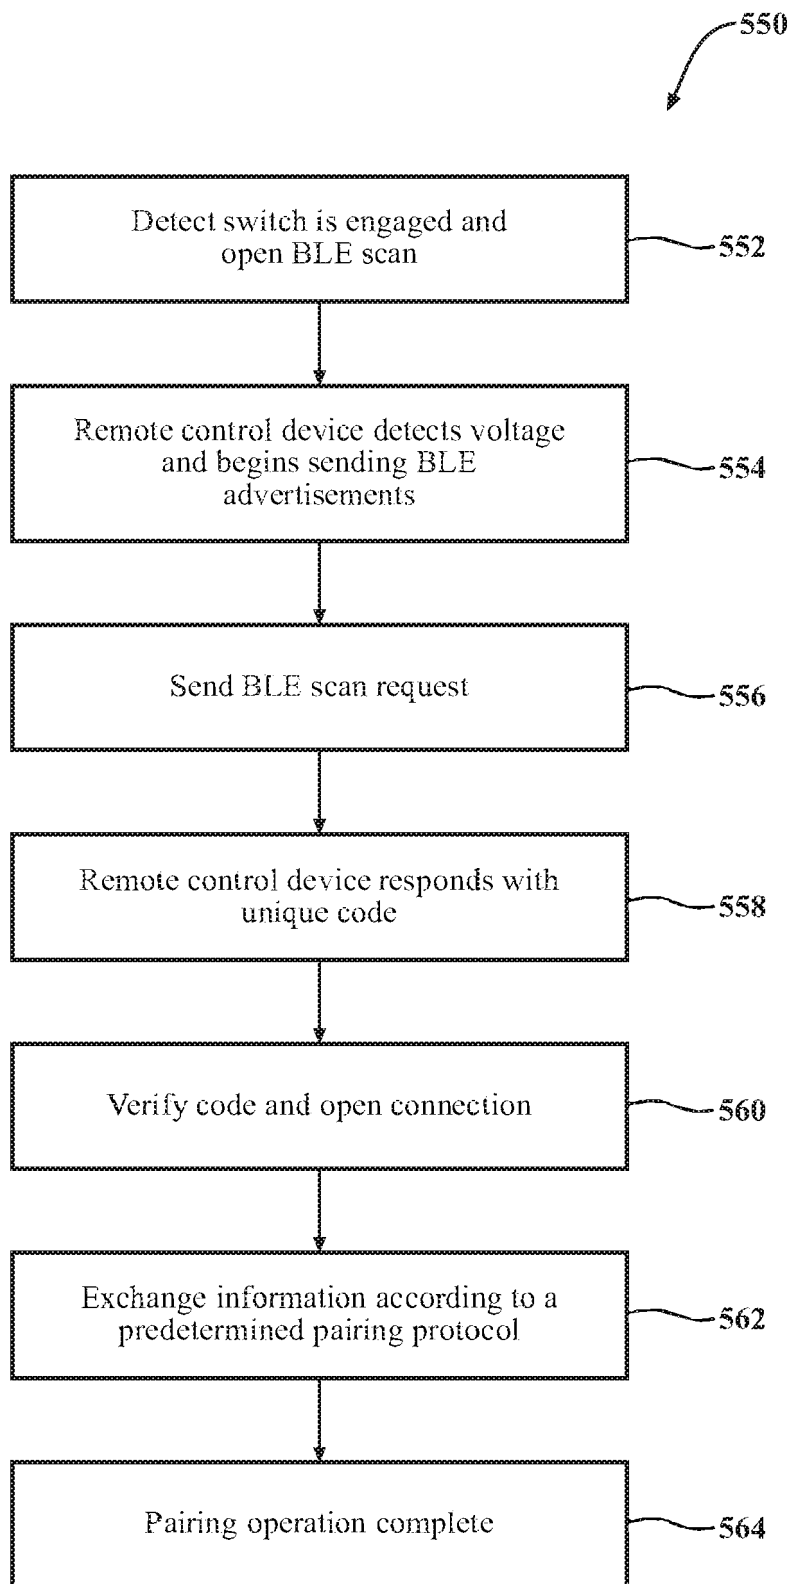 550
Detect switch is engaged and
open BLE scan
552
Remote control device detects voltage
and begins sending BLE
advertisements
554
Send BLE scan request
556
Remote control device responds with
unique code
558
Verify code and open connection
560
Exchange information according to a
predetermined pairing protocol
562
Pairing operation complete
564